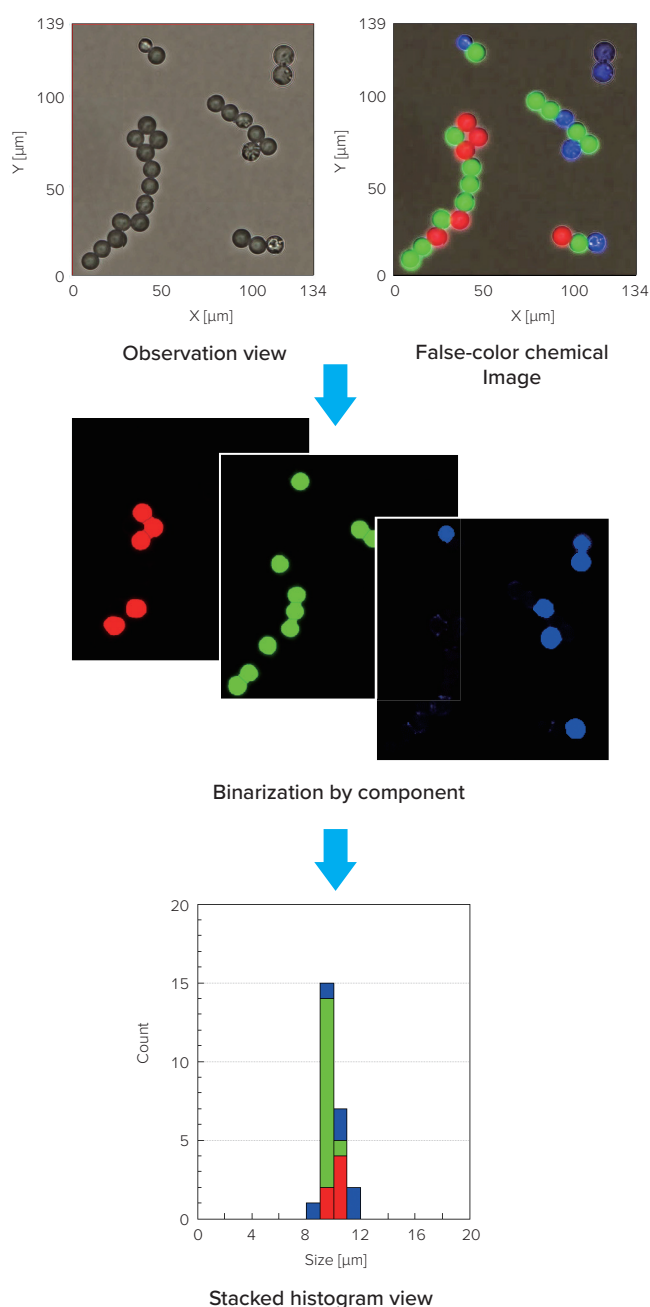 139
100
50
0
Y [µm]
0
50
100
134
X [µm]
Observation view
139
100
50
0
Y [µm]
0
50
100
134
X [µm]
False-color chemical
Image
Binarization by component
20
15
10
5
0
Count
0
4
8
12
16
20
Size [µm]
Stacked histogram view